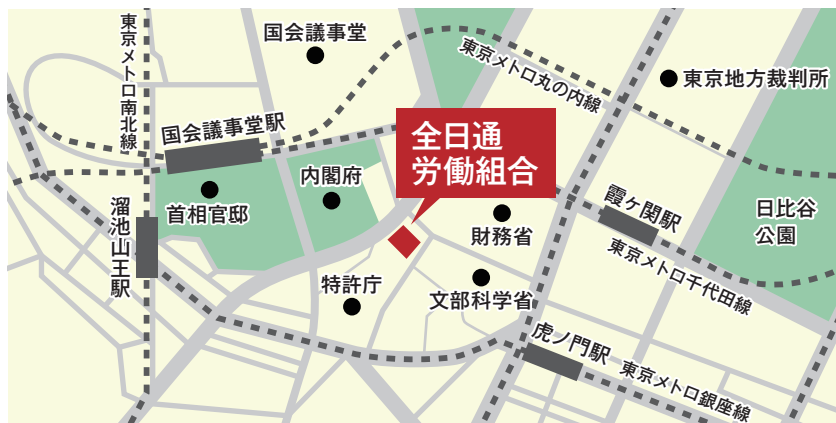 国会議事堂
東京メトロ南北線
東京メトロ丸の内線
東京地方裁判所
国会議事堂駅
全日通
労働組合
内閣府
首相官邸
霞ヶ関駅
日比谷
公園
溜池山王駅
財務省
東京メトロ千代田線
特許庁
文部科学省
虎ノ門駅
東京メトロ銀座線